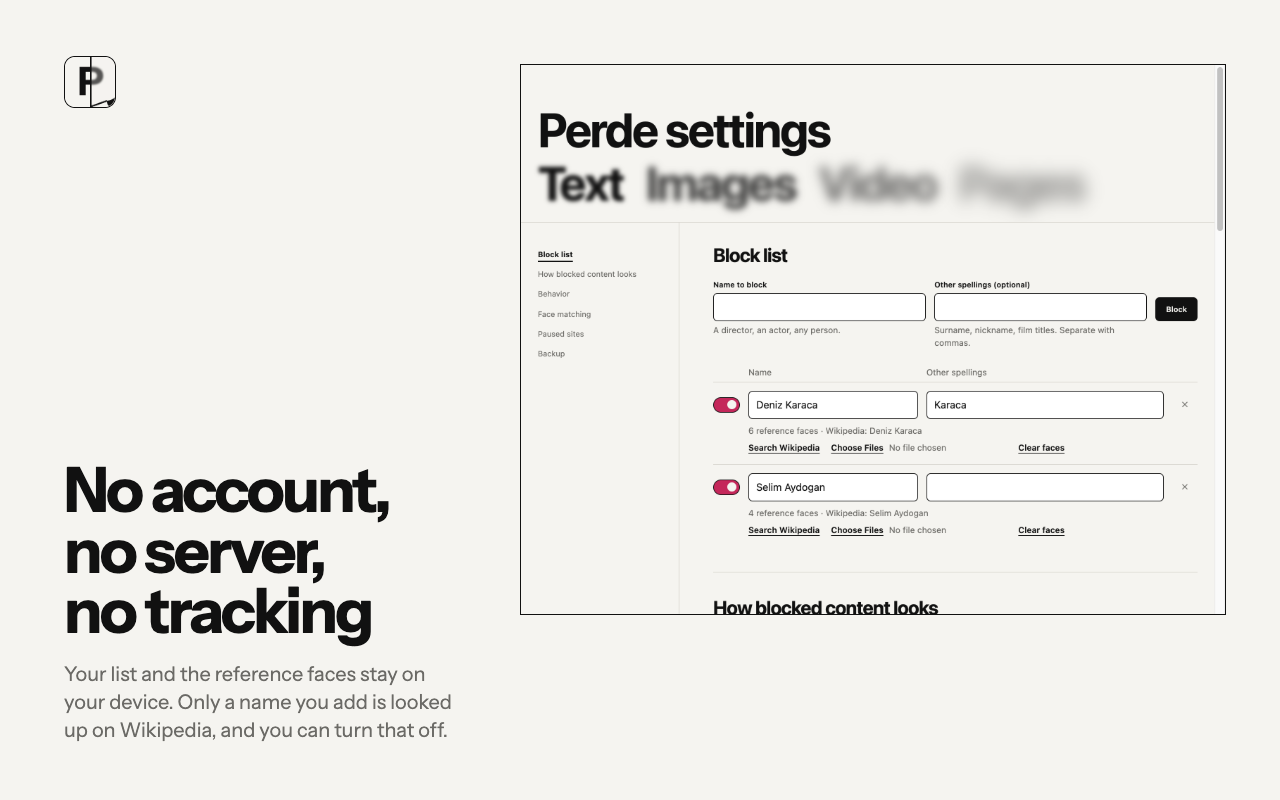 P
Perde settings
Text Images Video Pages
Block list
How blocked content looks
Behavior
Face matching
Paused sites
Backup
Block list
Name to block
Other spellings (optional)
Block
A director, an actor, any person.
Surname, nickname, film titles. Separate with
commas.
Name
Other spellings
Deniz Karaca
Karaca
×
6 reference faces · Wikipedia: Deniz Karaca
Search Wikipedia
Choose Files No file chosen
Clear faces
Selim Aydogan
×
4 reference faces · Wikipedia: Selim Aydogan
Search Wikipedia
Choose Files No file chosen
Clear faces
How blocked content looks
No account,
no server,
no tracking
Your list and the reference faces stay on
your device. Only a name you add is looked
up on Wikipedia, and you can turn that off.